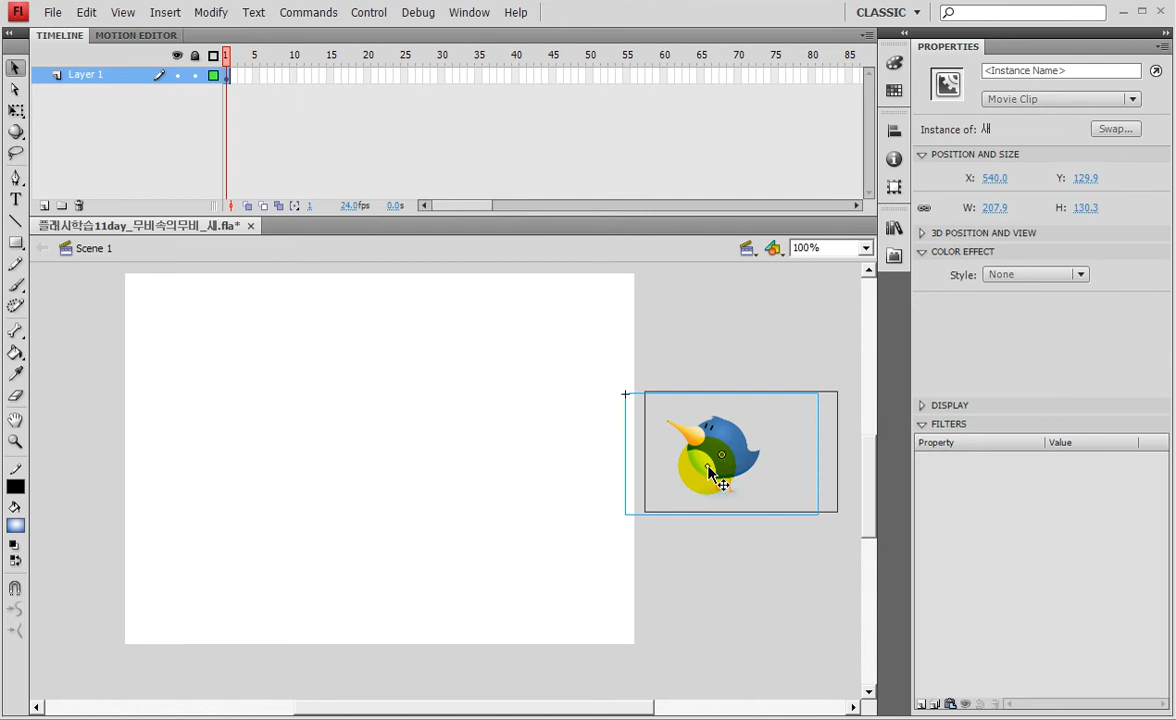 Fl File Edit View Insert Modify Text Commands Control Debug Window Help CLASSIC
TIMELINE MOTION EDITOR
1 5 10 15 20 25 30 35 40 45 50 55 60 65 70 75 80 85
Layer 1
1 24.0fps 0.0s
플래시학습11day_무비속의무비_새.fla*
Scene 1
100%
PROPERTIES
<Instance Name>
Movie Clip
Instance of: 새
Swap...
POSITION AND SIZE
X: 540.0 Y: 129.9
W: 207.9 H: 130.3
3D POSITION AND VIEW
COLOR EFFECT
Style: None
DISPLAY
FILTERS
Property Value